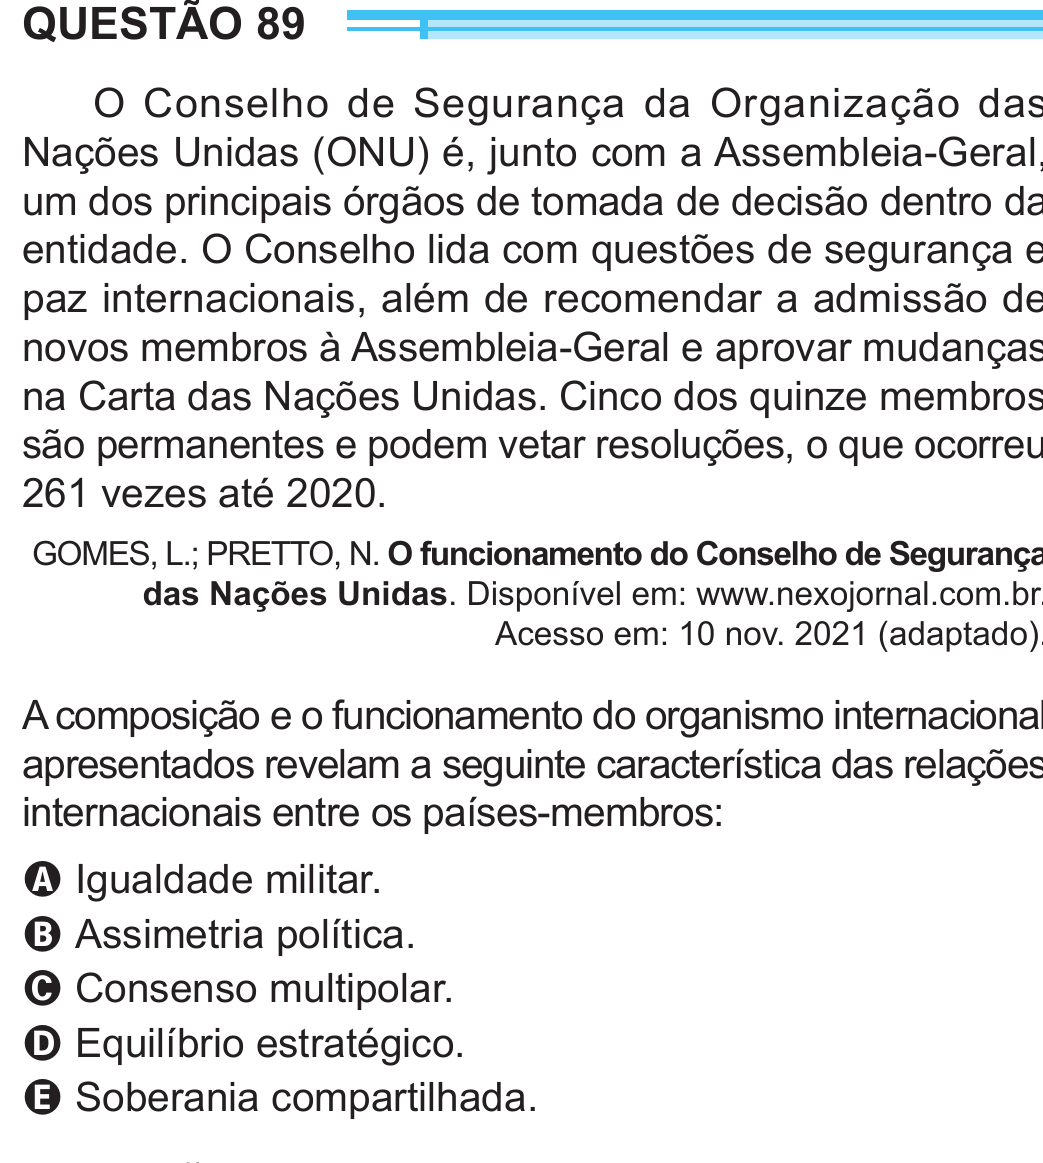 QUESTÃO 89
O Conselho de Segurança da Organização das
Nações Unidas (ONU) é, junto com a Assembleia-Geral,
um dos principais órgãos de tomada de decisão dentro da
entidade. O Conselho lida com questões de segurança e
paz internacionais, além de recomendar a admissão de
novos membros à Assembleia-Geral e aprovar mudanças
na Carta das Nações Unidas. Cinco dos quinze membros
são permanentes e podem vetar resoluções, o que ocorreu
261 vezes até 2020.
GOMES, L.; PRETTO, N. O funcionamento do Conselho de Segurança
das Nações Unidas. Disponível em: www.nexojornal.com.br.
Acesso em: 10 nov. 2021 (adaptado).
A composição e o funcionamento do organismo internacional
apresentados revelam a seguinte característica das relações
internacionais entre os países-membros:
A Igualdade militar.
B Assimetria política.
C Consenso multipolar.
D Equilíbrio estratégico.
E Soberania compartilhada.